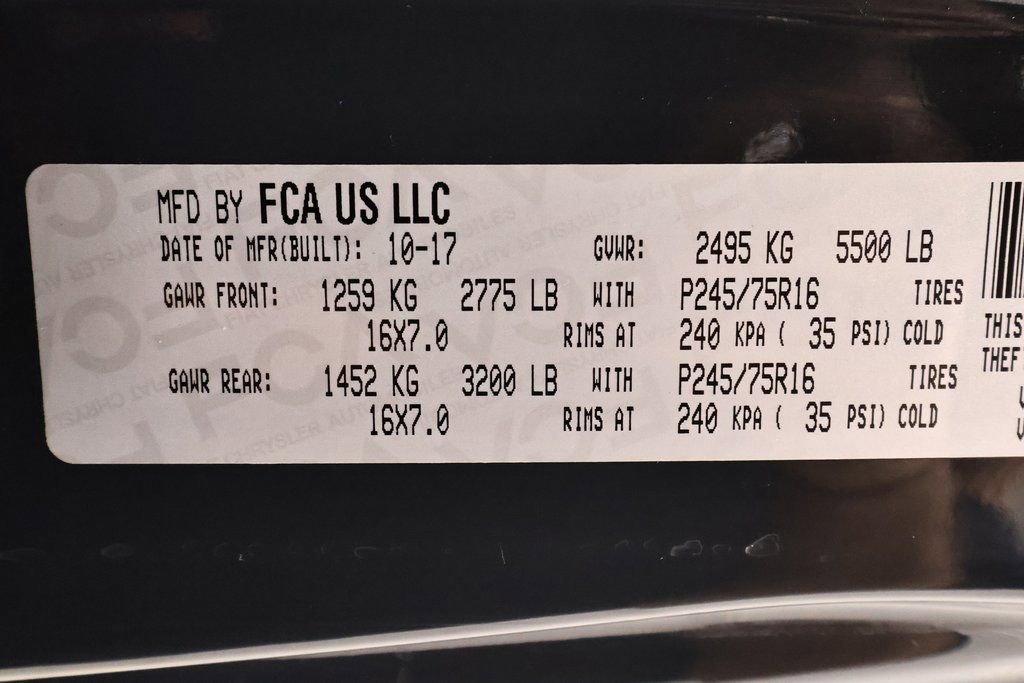 MFD BY FCA US LLC
DATE OF MFR(BUILT): 10-17 GVWR: 2495 KG 5500 LB
GAWR FRONT: 1259 KG 2775 LB WITH P245/75R16 TIRES
16X7.0 RIMS AT 240 KPA ( 35 PSI) COLD
THIS
THEF
GAWR REAR: 1452 KG 3200 LB WITH P245/75R16 TIRES
16X7.0 RIMS AT 240 KPA ( 35 PSI) COLD